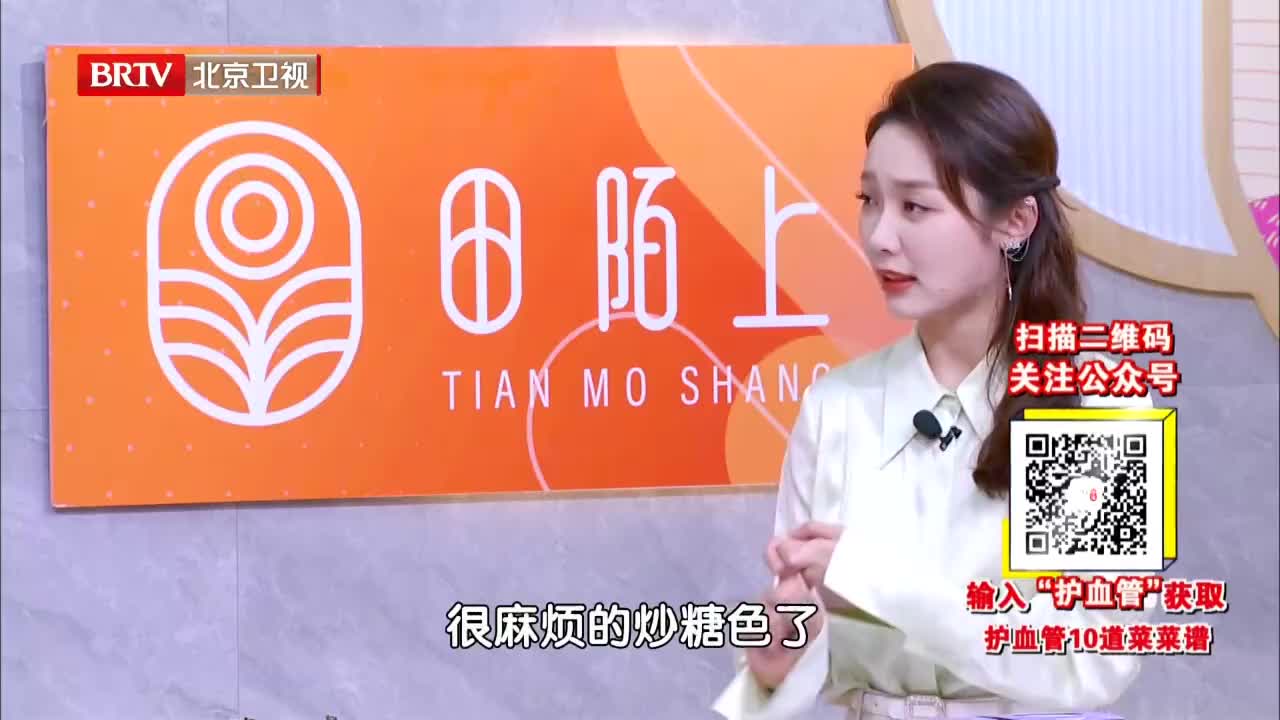 BRTV 北京卫视
田陌上
TIAN MO SHANG
扫描二维码
关注公众号
输入“护血管”获取
护血管10道菜菜谱
很麻烦的炒糖色了